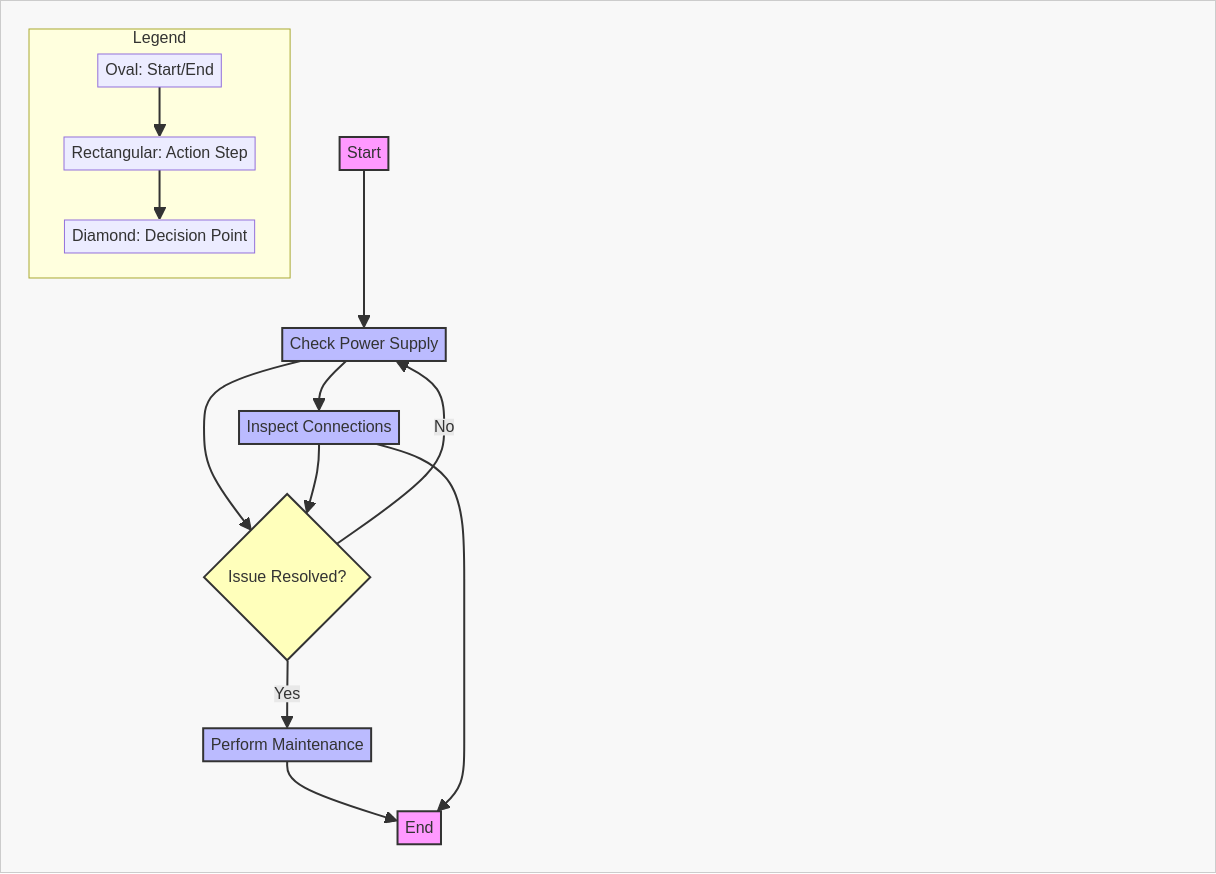 Legend
Oval: Start/End
Rectangular: Action Step
Diamond: Decision Point
Start
Check Power Supply
Inspect Connections
No
Issue Resolved?
Yes
Perform Maintenance
End